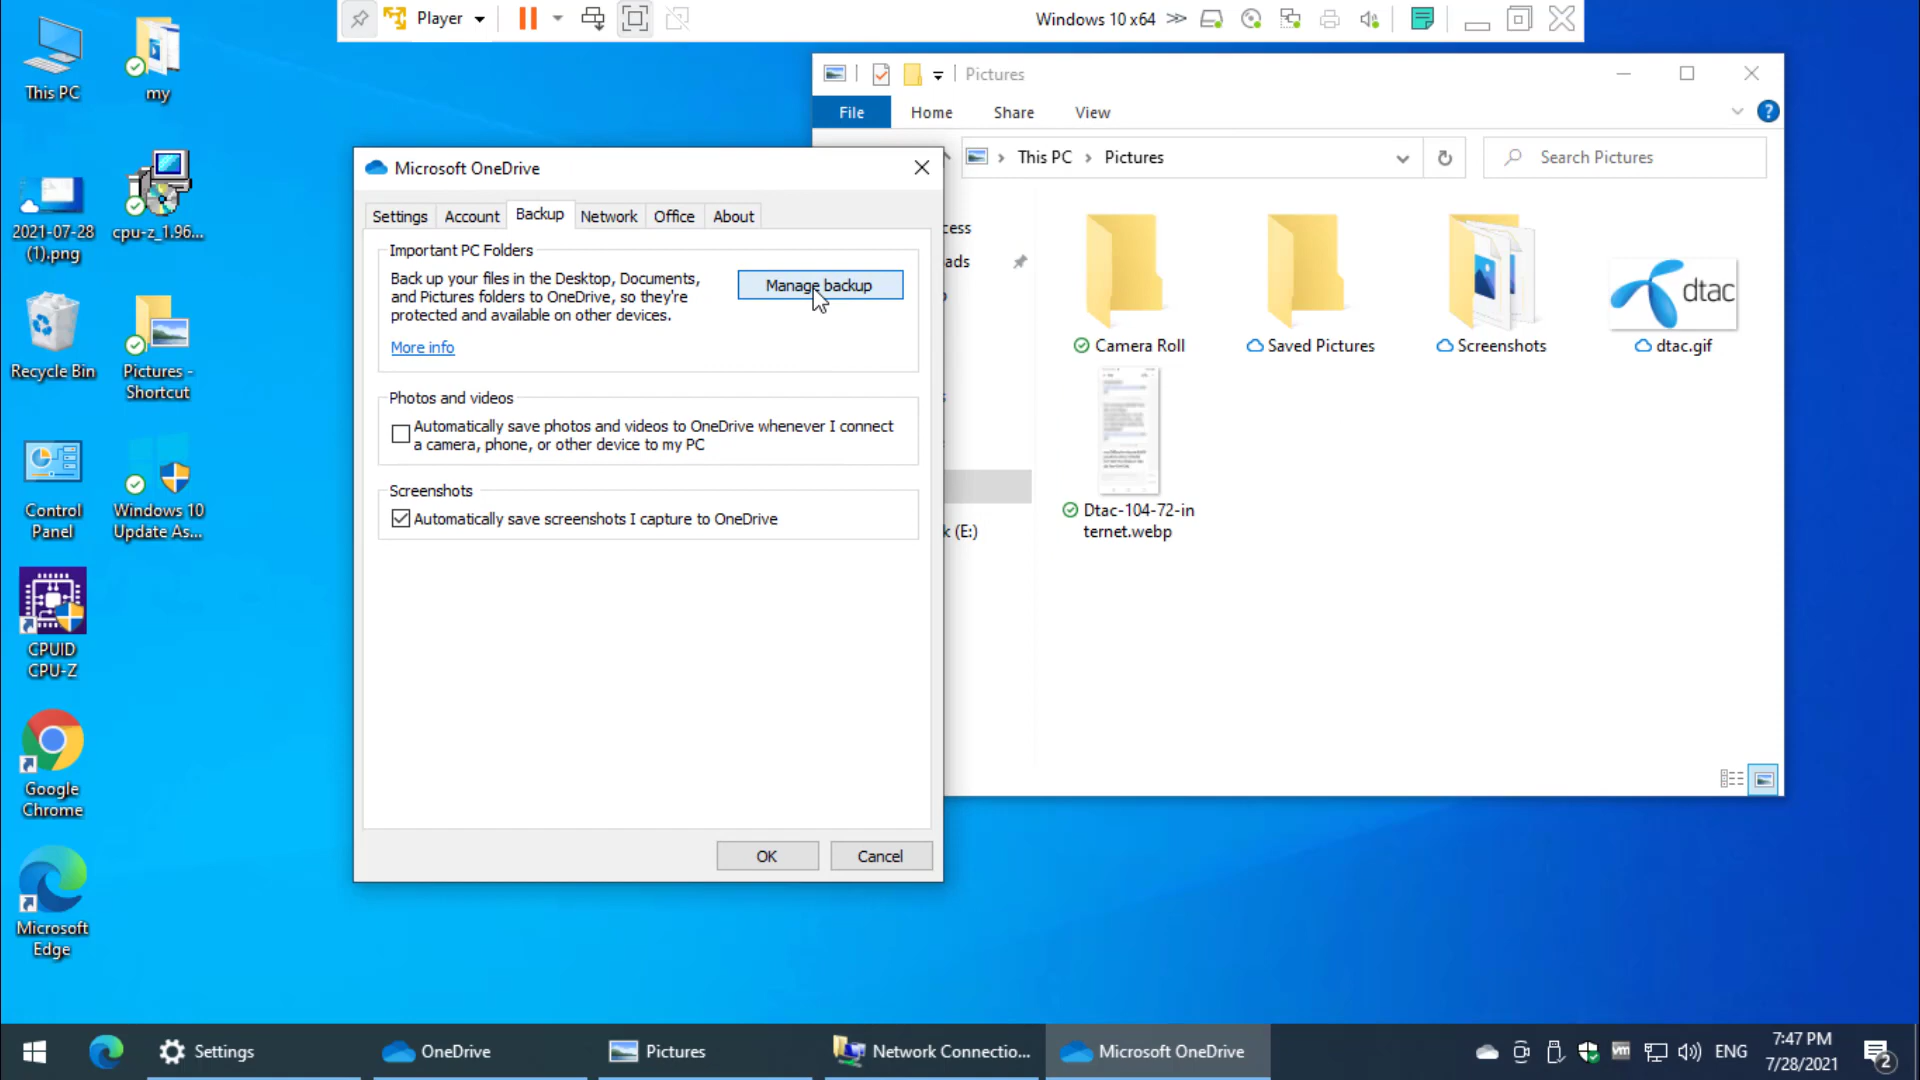 Player
Windows 10 x64
This PC
my
2021-07-28
(1).png
cpu-z_1.96...
Recycle Bin
Pictures -
Shortcut
Control
Panel
Windows 10
Update As...
CPUID
CPU-Z
Google
Chrome
Microsoft
Edge
Pictures
File
Home
Share
View
This PC
Pictures
Search Pictures
cess
ads
k (E:)
Camera Roll
Saved Pictures
Screenshots
dtac
dtac.gif
Dtac-104-72-in
ternet.webp
Microsoft OneDrive
Settings
Account
Backup
Network
Office
About
Important PC Folders
Back up your files in the Desktop, Documents,
and Pictures folders to OneDrive, so they're
protected and available on other devices.
Manage backup
More info
Photos and videos
Automatically save photos and videos to OneDrive whenever I connect
a camera, phone, or other device to my PC
Screenshots
Automatically save screenshots I capture to OneDrive
OK
Cancel
Settings
OneDrive
Pictures
Network Connectio...
Microsoft OneDrive
vm
ENG
7:47 PM
7/28/2021
2